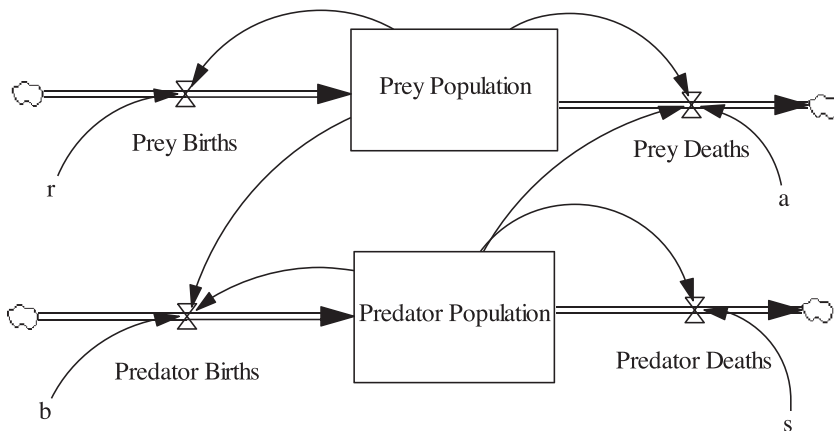 Prey Population
Prey Births
Prey Deaths
r
a
Predator Population
Predator Births
Predator Deaths
b
s